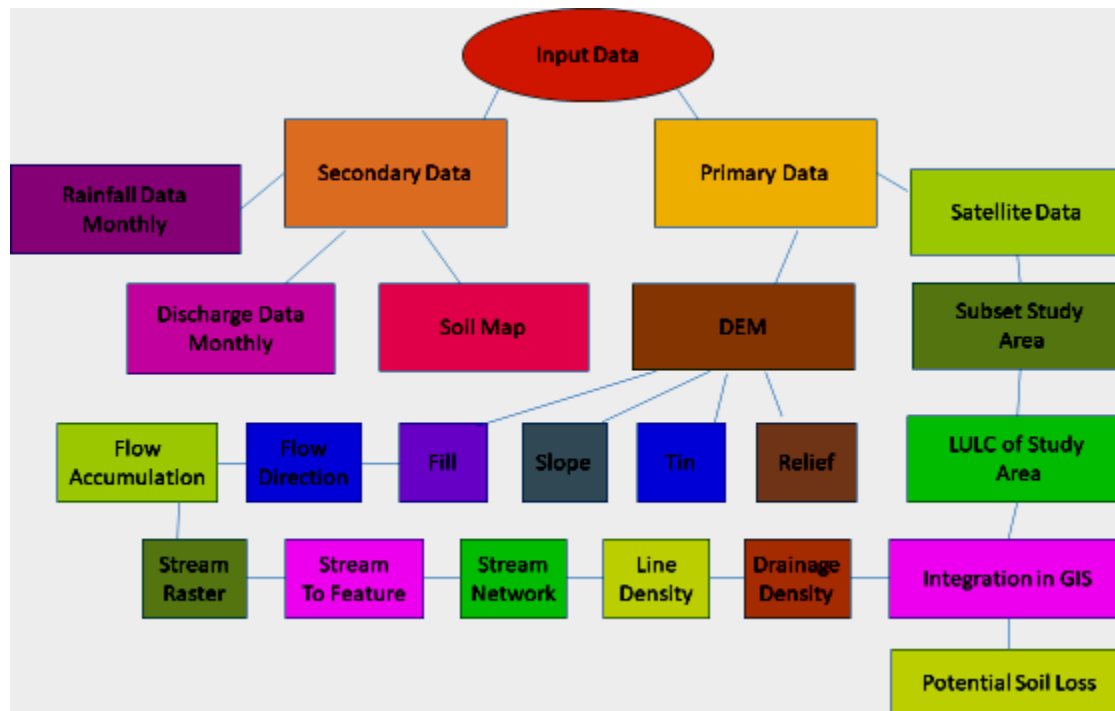 Input Data
Secondary Data
Primary Data
Rainfall Data
Monthly
Satellite Data
Discharge Data
Monthly
Soil Map
DEM
Subset Study
Area
Flow
Accumulation
Flow
Direction
Fill
Slope
Tin
Relief
LULC of Study
Area
Stream
Raster
Stream
To Feature
Stream
Network
Line
Density
Drainage
Density
Integration in GIS
Potential Soil Loss